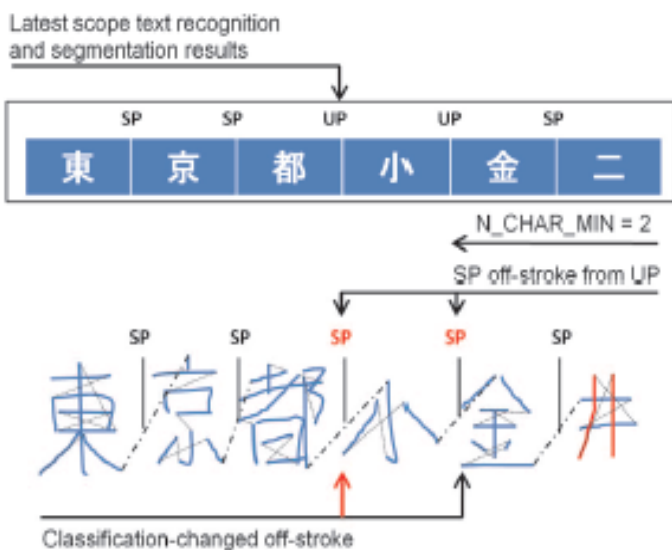 Latest scope text recognition
and segmentation results
SP SP UP UP SP
東 京 都 小 金 二
N_CHAR_MIN = 2
SP off-stroke from UP
SP SP SP SP SP
東京都小金井
Classification-changed off-stroke